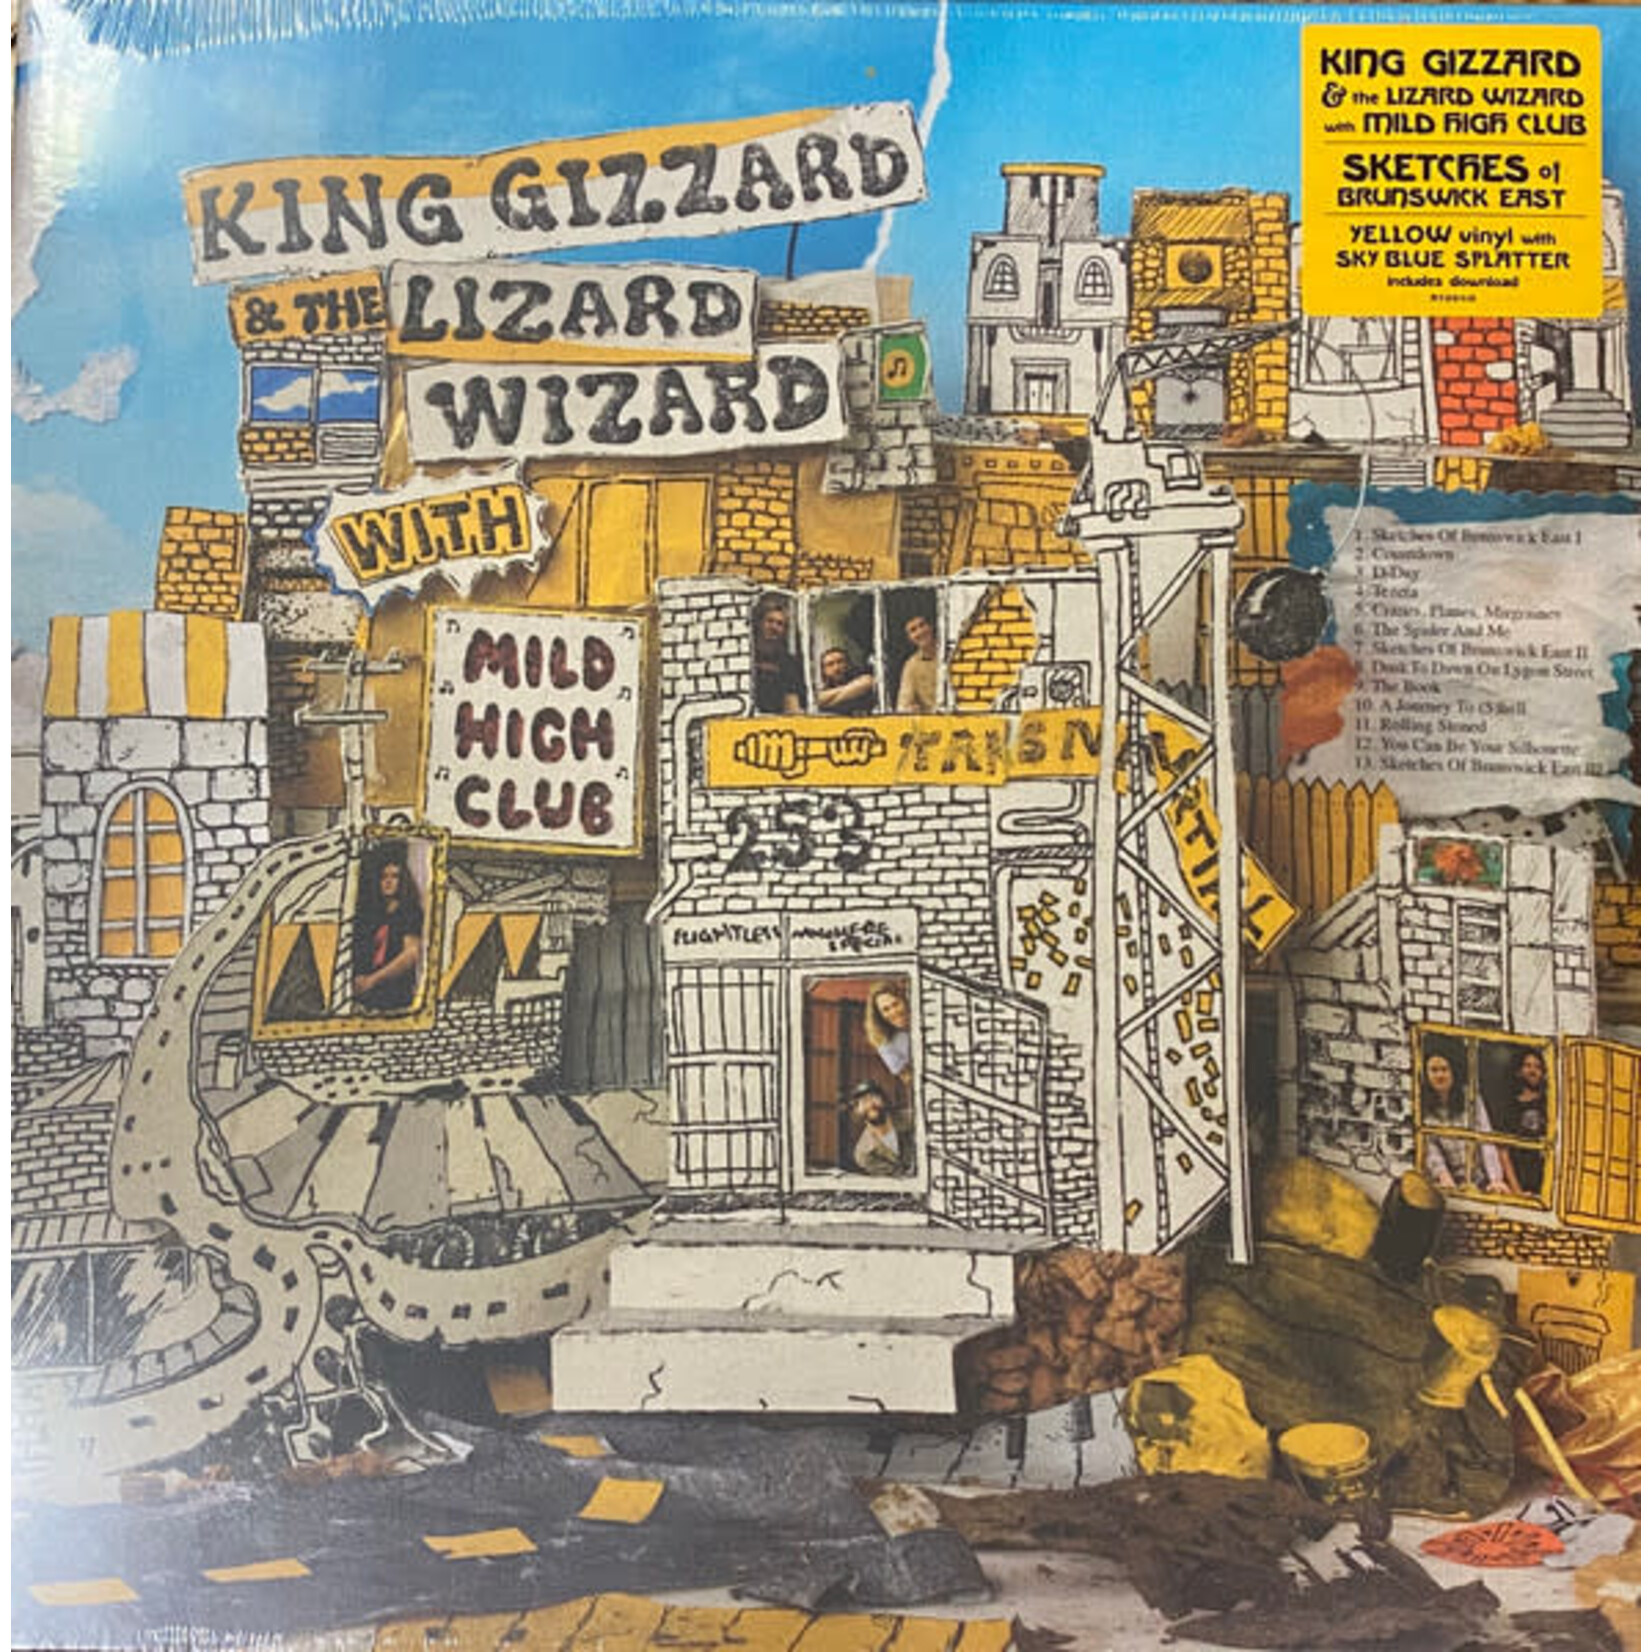 KING GIZZARD
& the LIZARD WIZARD
with MILD HIGH CLUB
SKETCHES of
BRUNSWICK EAST
YELLOW vinyl with
SKY BLUE SPLATTER
includes download
KING GIZZARD
& THE LIZARD
WIZARD
WITH
MILD
HIGH
CLUB
1. Sketches Of Brunswick East I
2. Countdown
3. D-Day
4. Tezeta
5. Cranes, Planes, Migraines
6. The Spider And Me
7. Sketches Of Brunswick East II
8. Dusk To Dawn On Lygon Street
9. The Book
10. A Journey To (S)hell
11. Rolling Stoned
12. You Can Be Your Silhouette
13. Sketches Of Brunswick East III
253
FLIGHTLESS